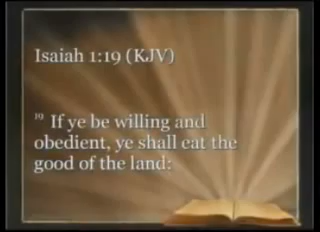 Isaiah 1:19 (KJV)
19 If ye be willing and
obedient, ye shall eat the
good of the land: